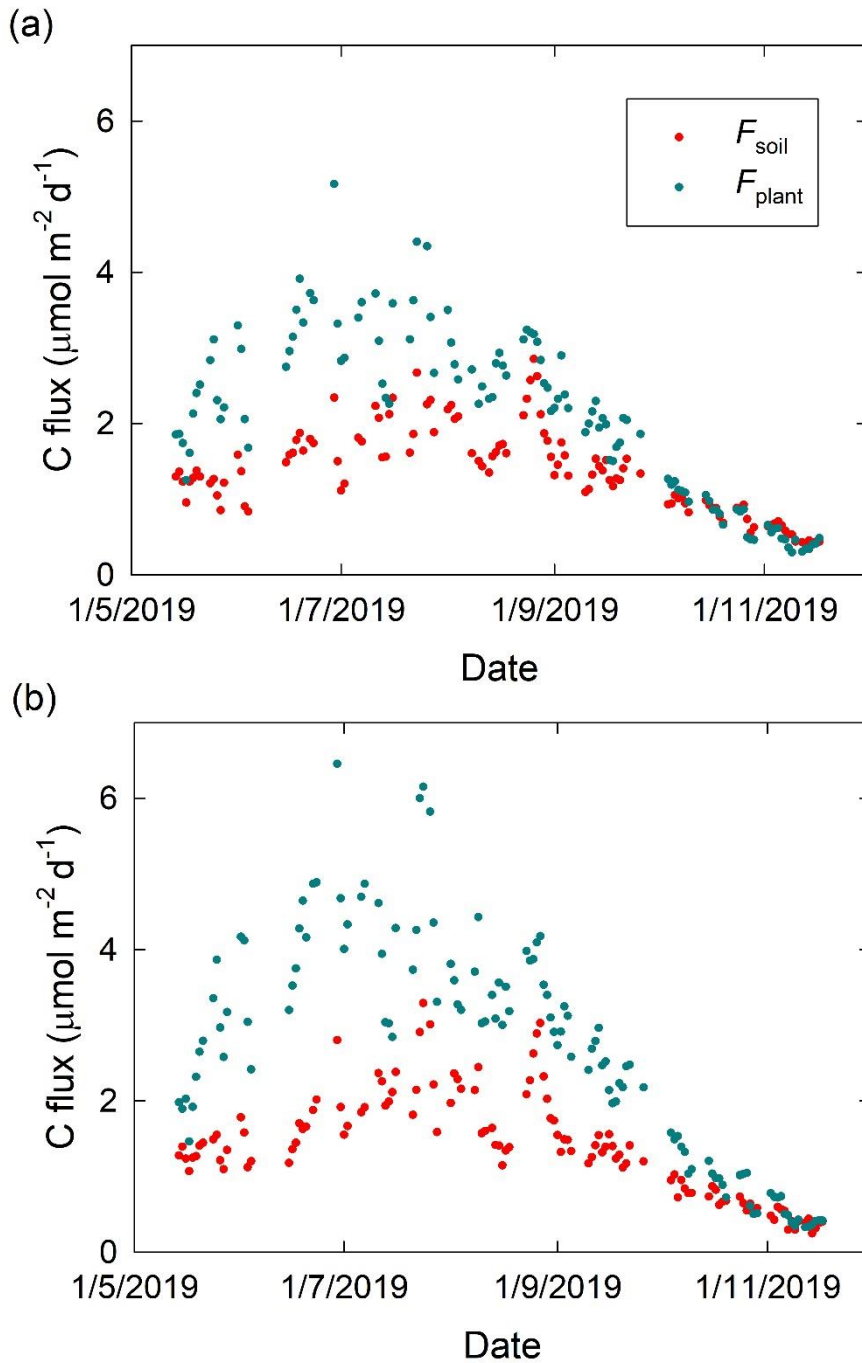 (a)
6
4
2
0
C flux (μmol m⁻² d⁻¹)
F_soil
F_plant
1/5/2019 1/7/2019 1/9/2019 1/11/2019
Date
(b)
6
4
2
0
C flux (μmol m⁻² d⁻¹)
1/5/2019 1/7/2019 1/9/2019 1/11/2019
Date